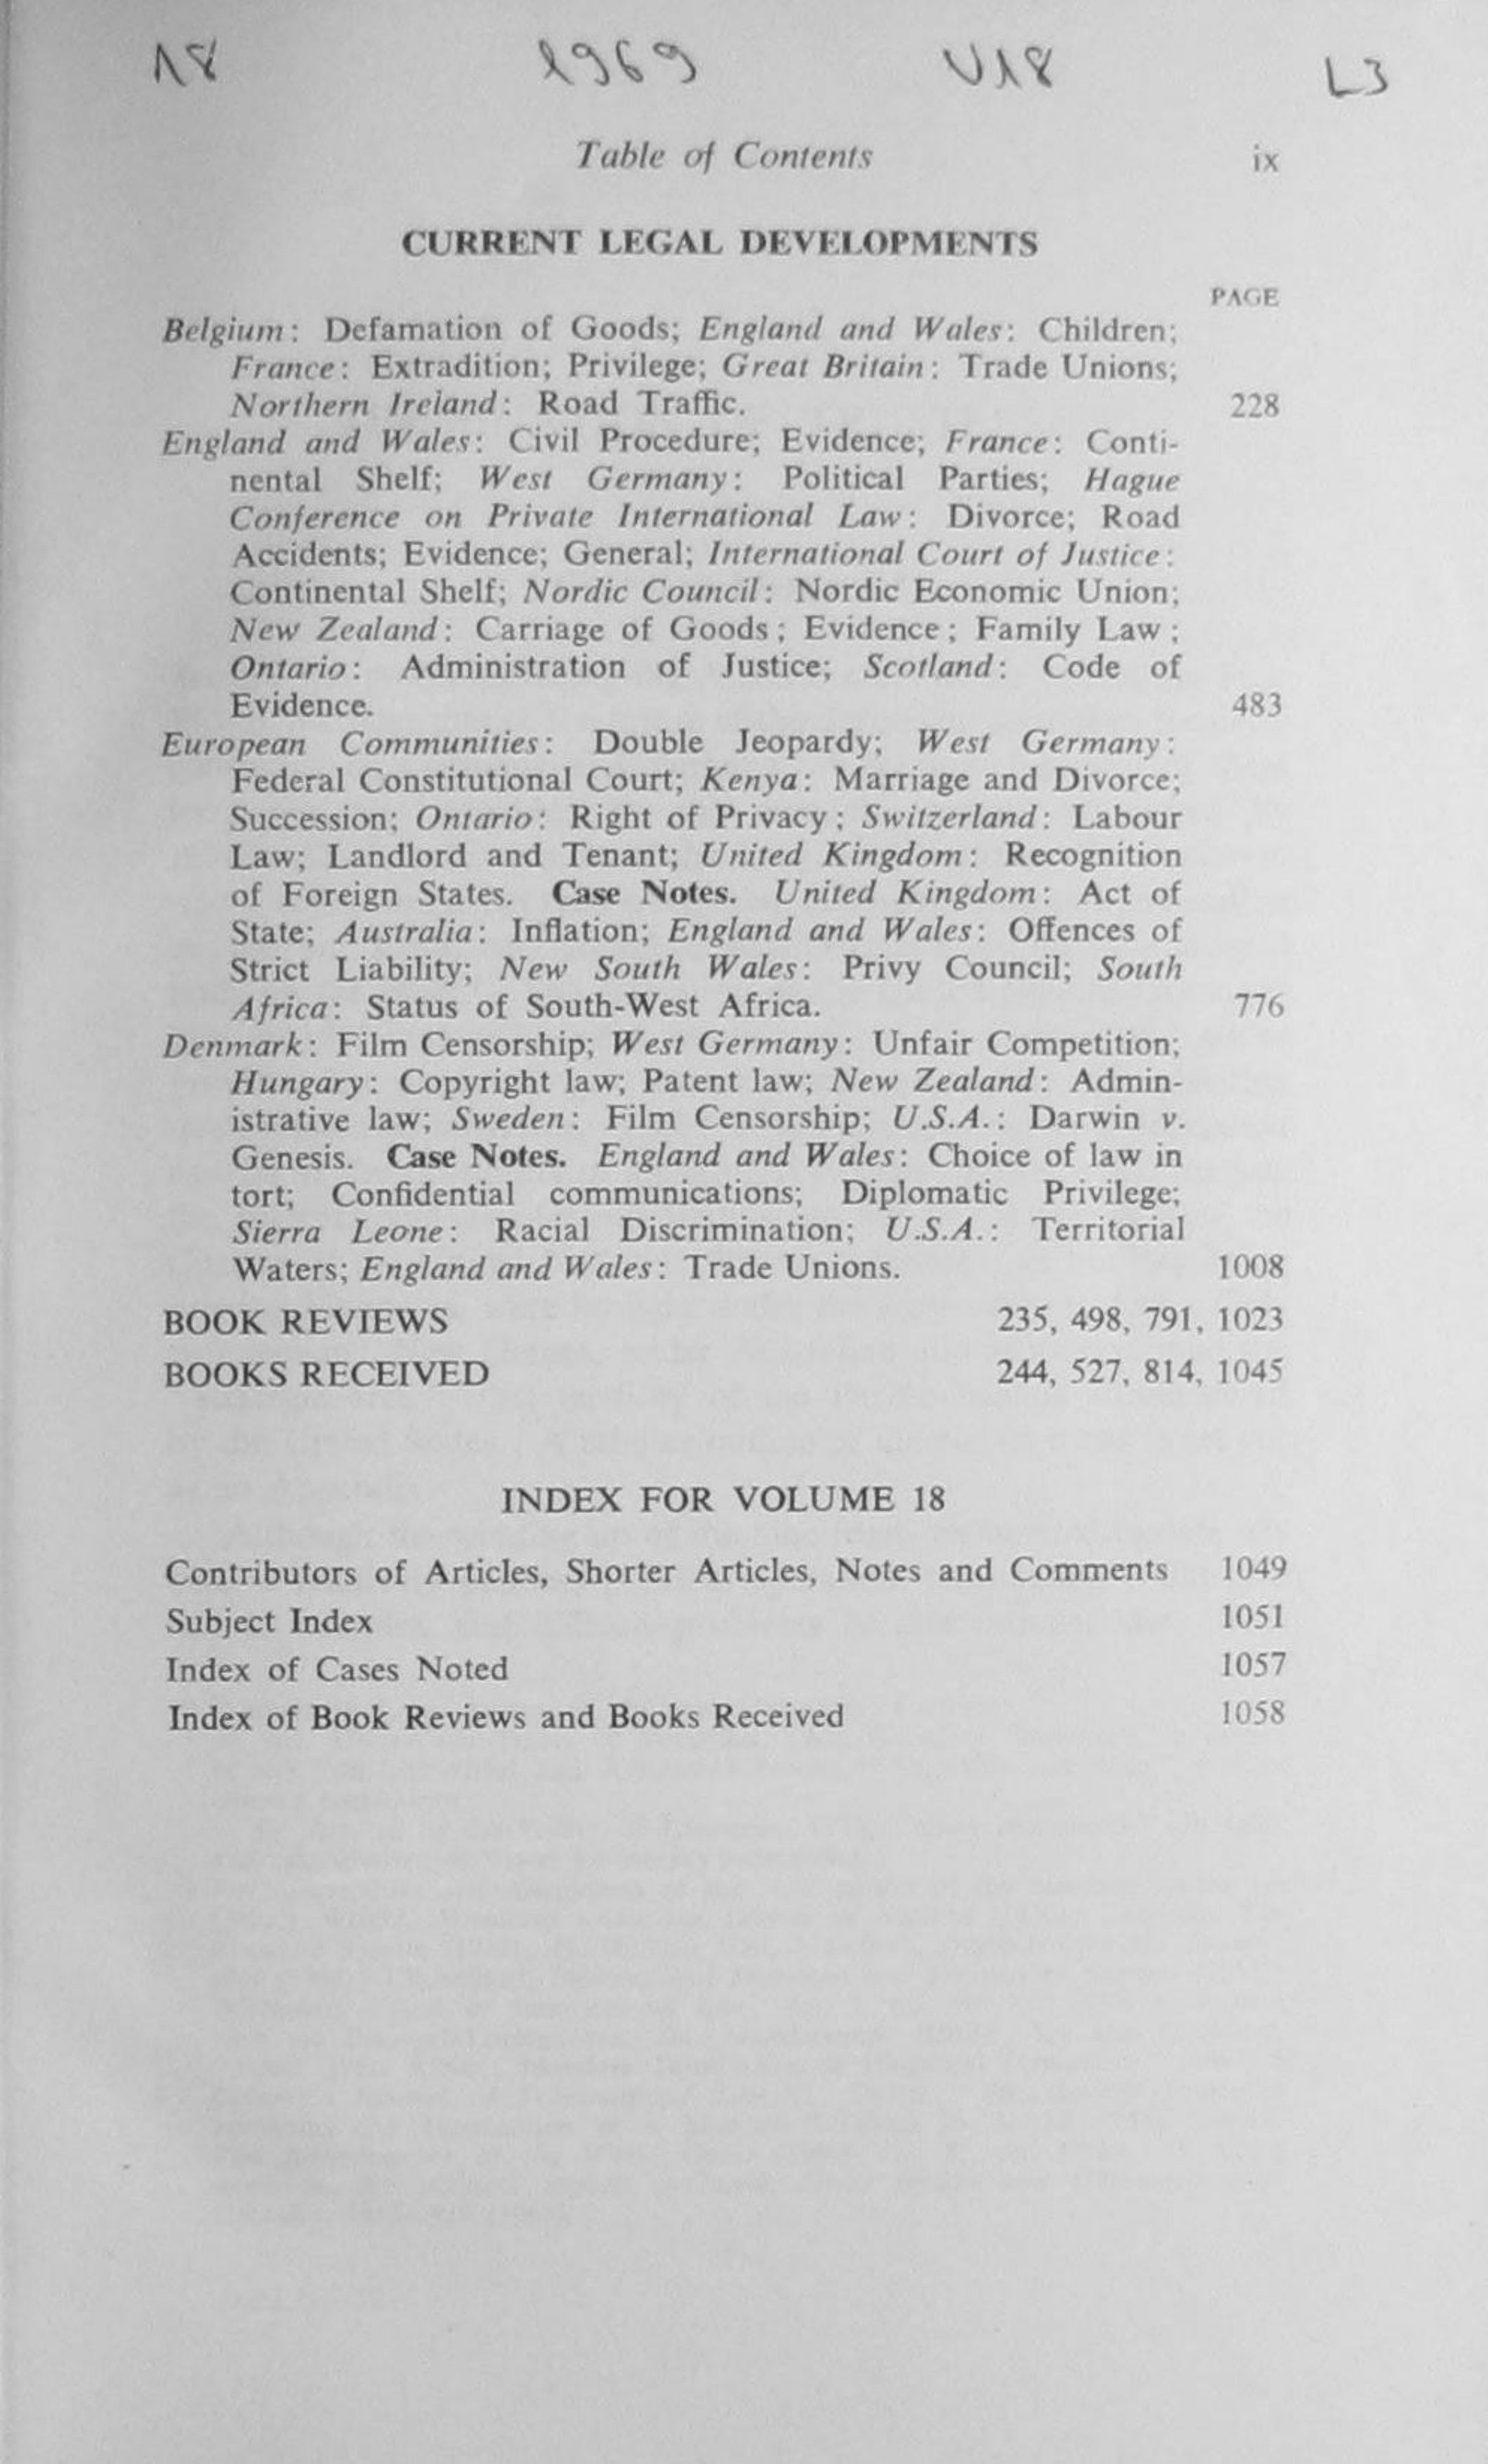 18 1969 V18 L3
Table of Contents ix
CURRENT LEGAL DEVELOPMENTS
PAGE
Belgium: Defamation of Goods; England and Wales: Children;
France: Extradition; Privilege; Great Britain: Trade Unions;
Northern Ireland: Road Traffic. 228
England and Wales: Civil Procedure; Evidence; France: Conti-
nental Shelf; West Germany: Political Parties; Hague
Conference on Private International Law: Divorce; Road
Accidents; Evidence; General; International Court of Justice:
Continental Shelf; Nordic Council: Nordic Economic Union;
New Zealand: Carriage of Goods; Evidence; Family Law;
Ontario: Administration of Justice; Scotland: Code of
Evidence. 483
European Communities: Double Jeopardy; West Germany:
Federal Constitutional Court; Kenya: Marriage and Divorce;
Succession; Ontario: Right of Privacy; Switzerland: Labour
Law; Landlord and Tenant; United Kingdom: Recognition
of Foreign States. Case Notes. United Kingdom: Act of
State; Australia: Inflation; England and Wales: Offences of
Strict Liability; New South Wales: Privy Council; South
Africa: Status of South-West Africa. 776
Denmark: Film Censorship; West Germany: Unfair Competition;
Hungary: Copyright law; Patent law; New Zealand: Admin-
istrative law; Sweden: Film Censorship; U.S.A.: Darwin v.
Genesis. Case Notes. England and Wales: Choice of law in
tort; Confidential communications; Diplomatic Privilege;
Sierra Leone: Racial Discrimination; U.S.A.: Territorial
Waters; England and Wales: Trade Unions. 1008
BOOK REVIEWS 235, 498, 791, 1023
BOOKS RECEIVED 244, 527, 814, 1045
INDEX FOR VOLUME 18
Contributors of Articles, Shorter Articles, Notes and Comments 1049
Subject Index 1051
Index of Cases Noted 1057
Index of Book Reviews and Books Received 1058